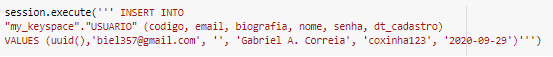 session.execute(''' INSERT INTO
"my_keyspace"."USUARIO" (codigo, email, biografia, nome, senha, dt_cadastro)
VALUES (uuid(),'biel357@gmail.com', '', 'Gabriel A. Correia', 'coxinha123', '2020-09-29')''')